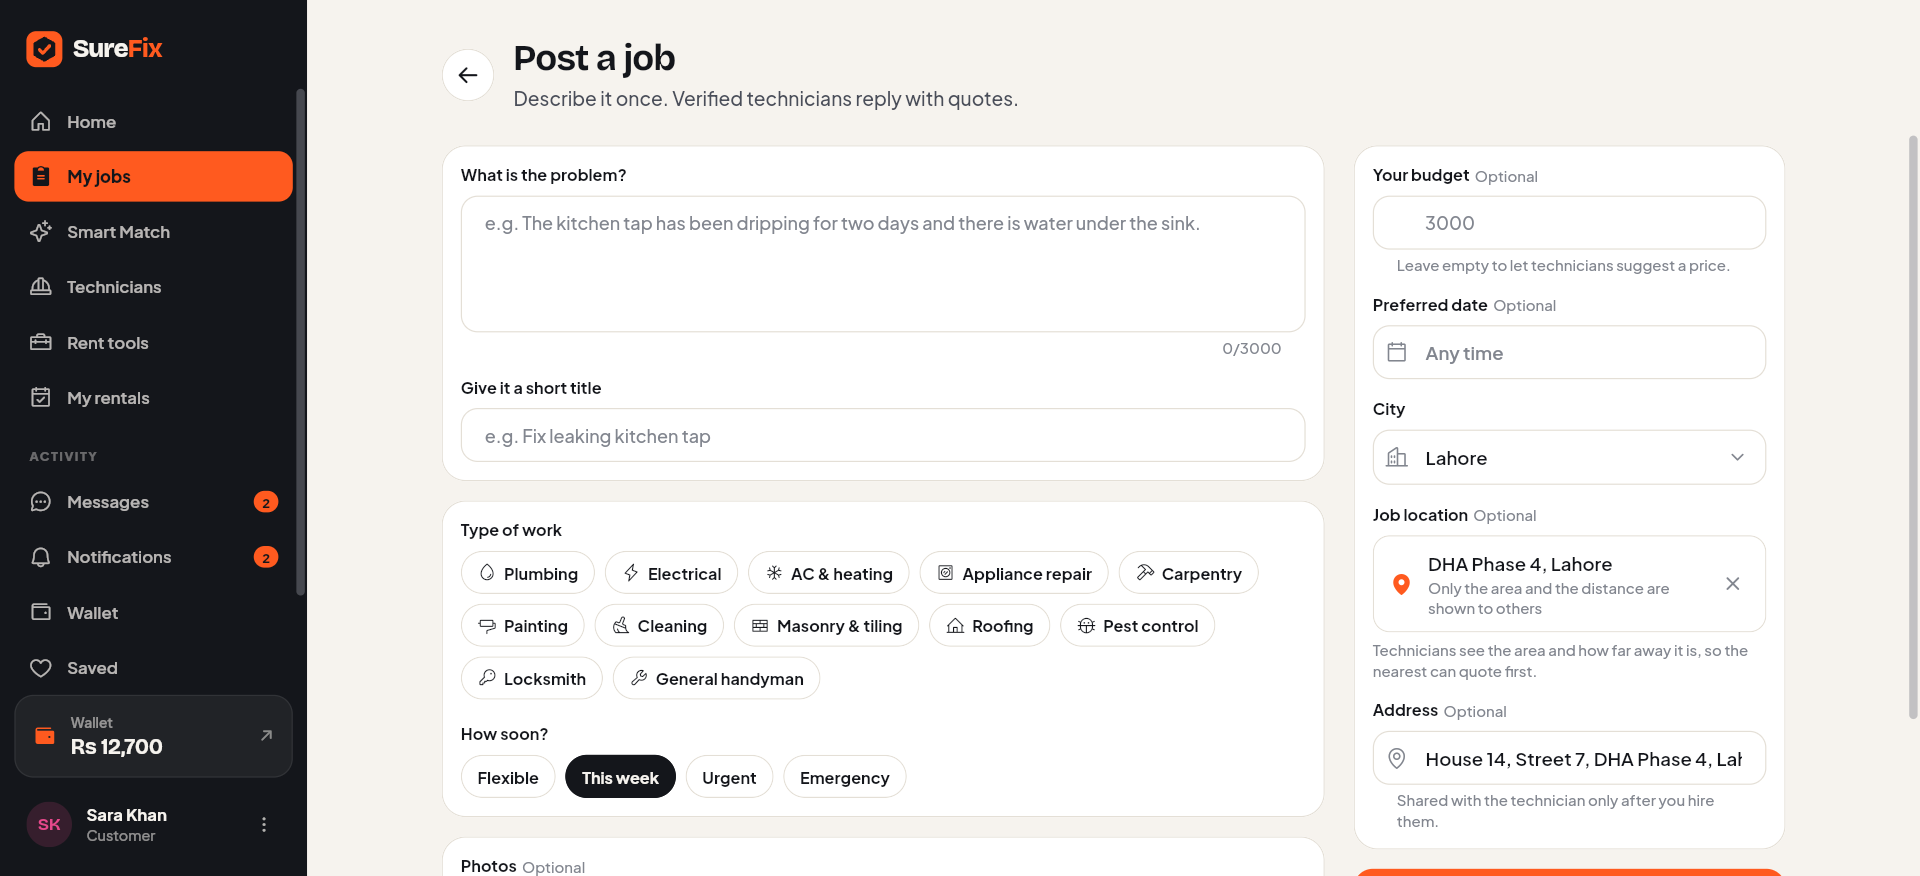 SureFix
Home
My jobs
Smart Match
Technicians
Rent tools
My rentals
ACTIVITY
Messages 2
Notifications 2
Wallet
Saved
Wallet
Rs 12,700
SK
Sara Khan
Customer
Post a job
Describe it once. Verified technicians reply with quotes.
What is the problem?
e.g. The kitchen tap has been dripping for two days and there is water under the sink.
0/3000
Give it a short title
e.g. Fix leaking kitchen tap
Type of work
Plumbing Electrical AC & heating Appliance repair Carpentry
Painting Cleaning Masonry & tiling Roofing Pest control
Locksmith General handyman
How soon?
Flexible This week Urgent Emergency
Photos Optional
Your budget Optional
3000
Leave empty to let technicians suggest a price.
Preferred date Optional
Any time
City
Lahore
Job location Optional
DHA Phase 4, Lahore
Only the area and the distance are
shown to others
Technicians see the area and how far away it is, so the
nearest can quote first.
Address Optional
House 14, Street 7, DHA Phase 4, Lah
Shared with the technician only after you hire
them.